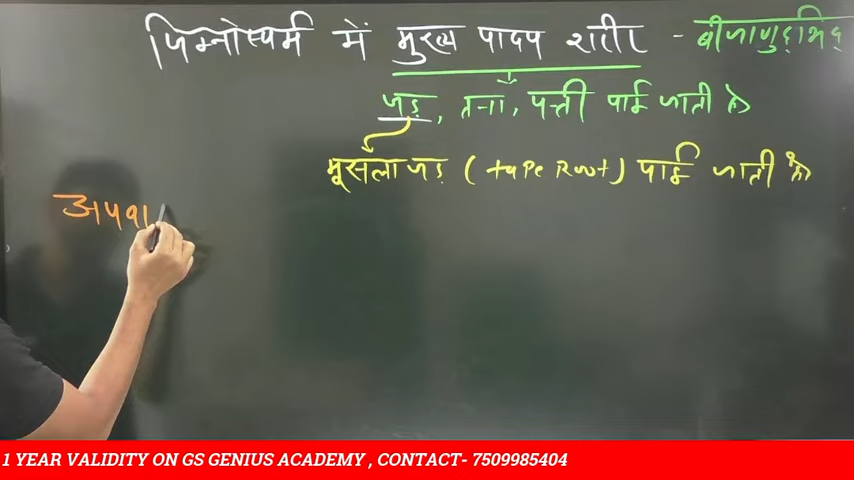 जिम्नोस्पर्म में मुख्य पादप शरीर - बीजाणुद्भिद्
जड़, तना, पत्ती पाई जाती है
मूसला जड़ (tape Root) पाई जाती है
अपवा
1 YEAR VALIDITY ON GS GENIUS ACADEMY , CONTACT- 7509985404